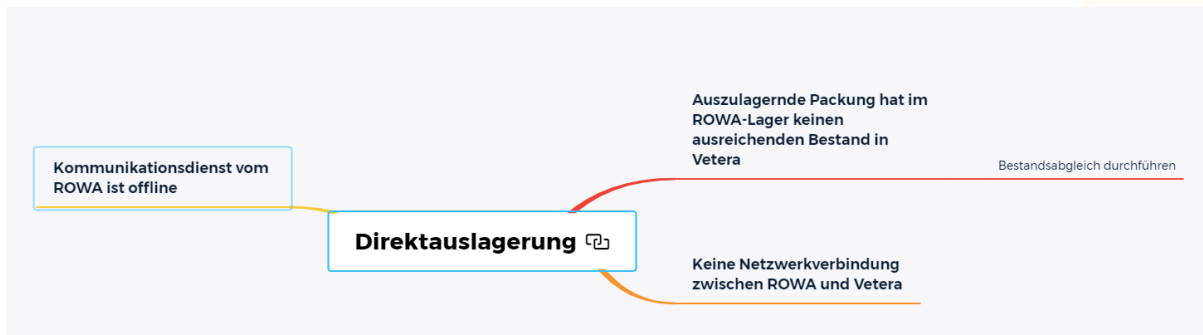 Auszulagernde Packung hat im
ROWA-Lager keinen
ausreichenden Bestand in
Vetera
Bestandsabgleich durchführen
Kommunikationsdienst vom
ROWA ist offline
Direktauslagerung
Keine Netzwerkverbindung
zwischen ROWA und Vetera